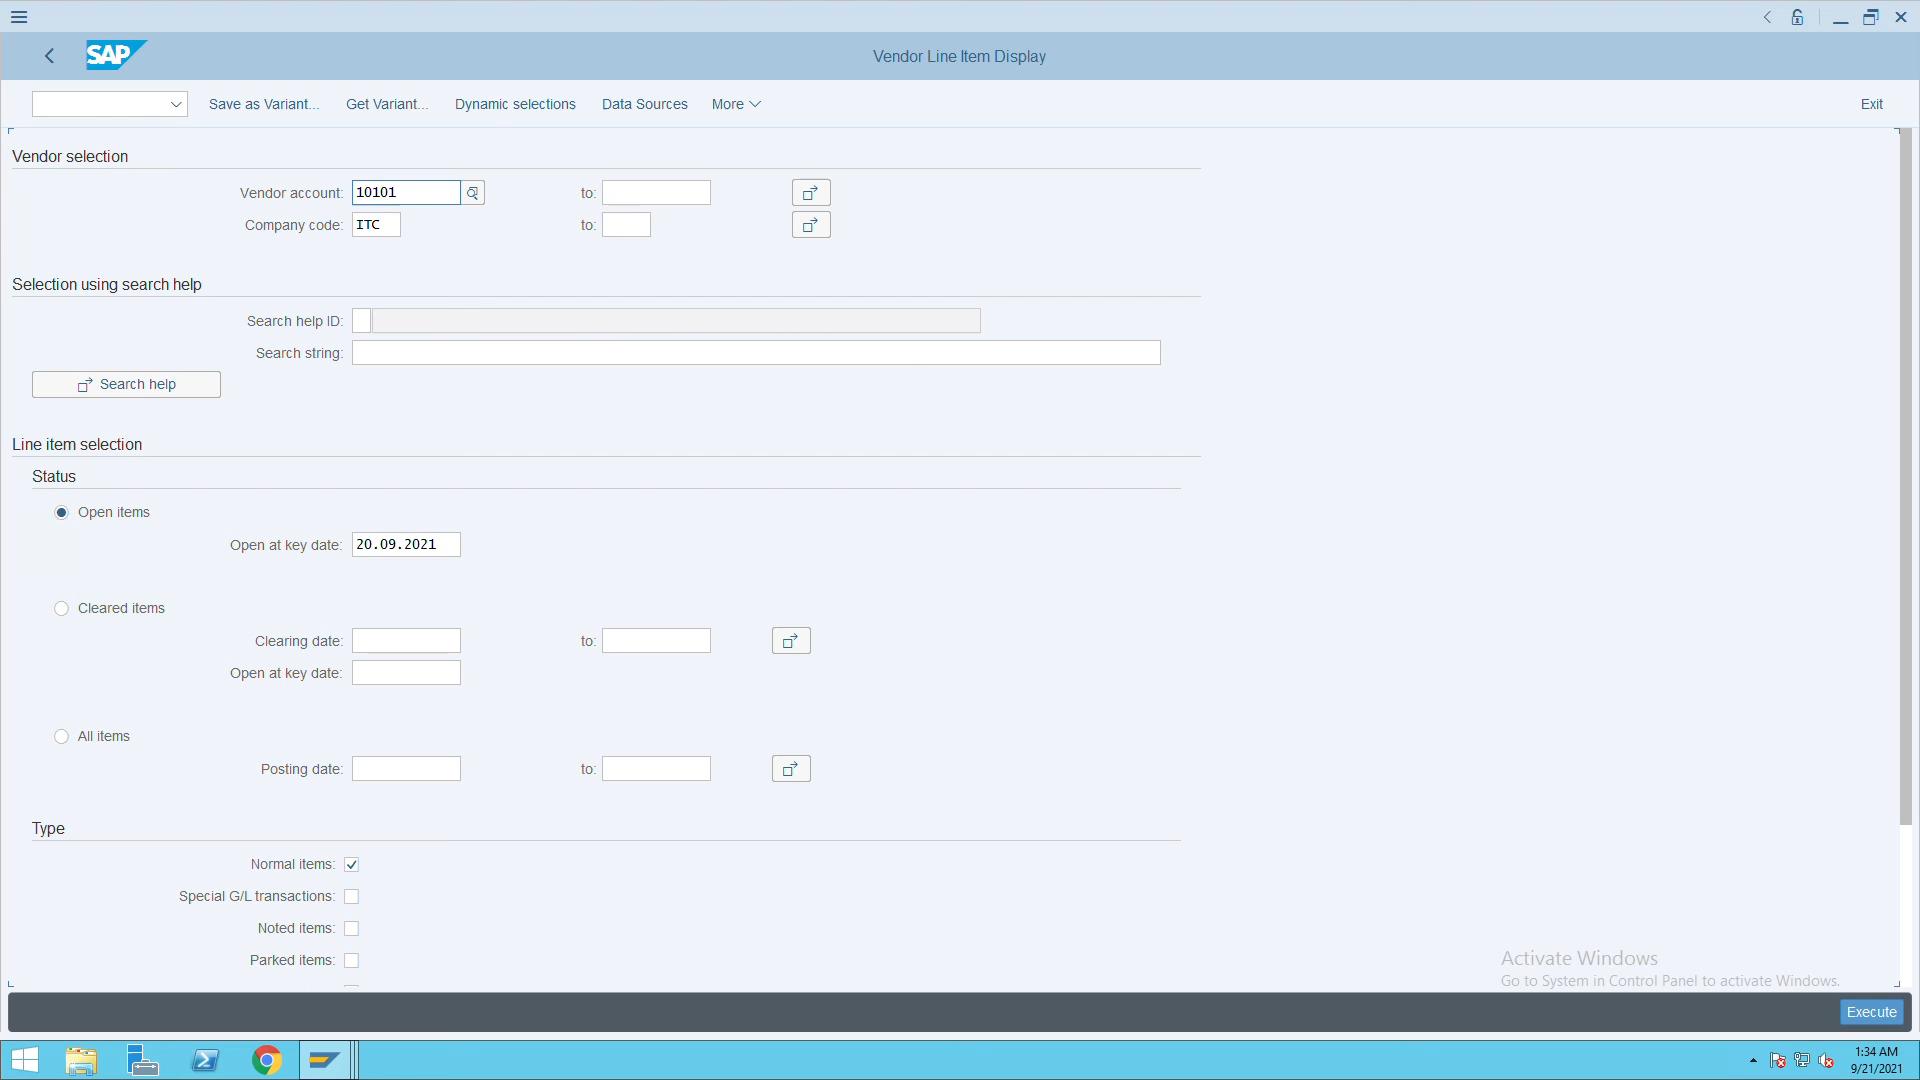 SAP
Vendor Line Item Display
Save as Variant... Get Variant... Dynamic selections Data Sources More Exit
Vendor selection
Vendor account: 10101 to:
Company code: ITC to:
Selection using search help
Search help ID:
Search string:
Search help
Line item selection
Status
Open items
Open at key date: 20.09.2021
Cleared items
Clearing date: to:
Open at key date:
All items
Posting date: to:
Type
Normal items:
Special G/L transactions:
Noted items:
Parked items:
Activate Windows
Go to System in Control Panel to activate Windows.
Execute
1:34 AM
9/21/2021